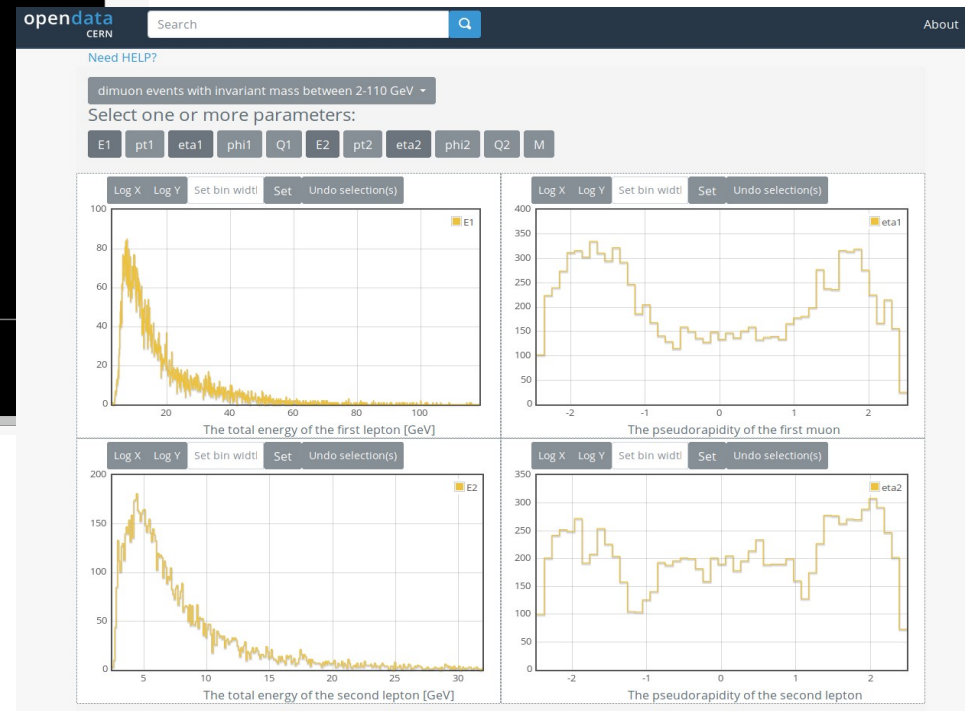 opendata
CERN
Search
About
Need HELP?
dimuon events with invariant mass between 2-110 GeV
Select one or more parameters:
E1 pt1 eta1 phi1 Q1 E2 pt2 eta2 phi2 Q2 M
Log X Log Y Set bin widtl Set Undo selection(s)
100
80
60
40
20
0
E1
20 40 60 80 100
The total energy of the first lepton [GeV]
Log X Log Y Set bin widtl Set Undo selection(s)
400
350
300
250
200
150
100
50
0
eta1
-2 -1 0 1 2
The pseudorapidity of the first muon
Log X Log Y Set bin widtl Set Undo selection(s)
200
150
100
50
0
E2
5 10 15 20 25 30
The total energy of the second lepton [GeV]
Log X Log Y Set bin widtl Set Undo selection(s)
350
300
250
200
150
100
50
0
eta2
-2 -1 0 1 2
The pseudorapidity of the second lepton